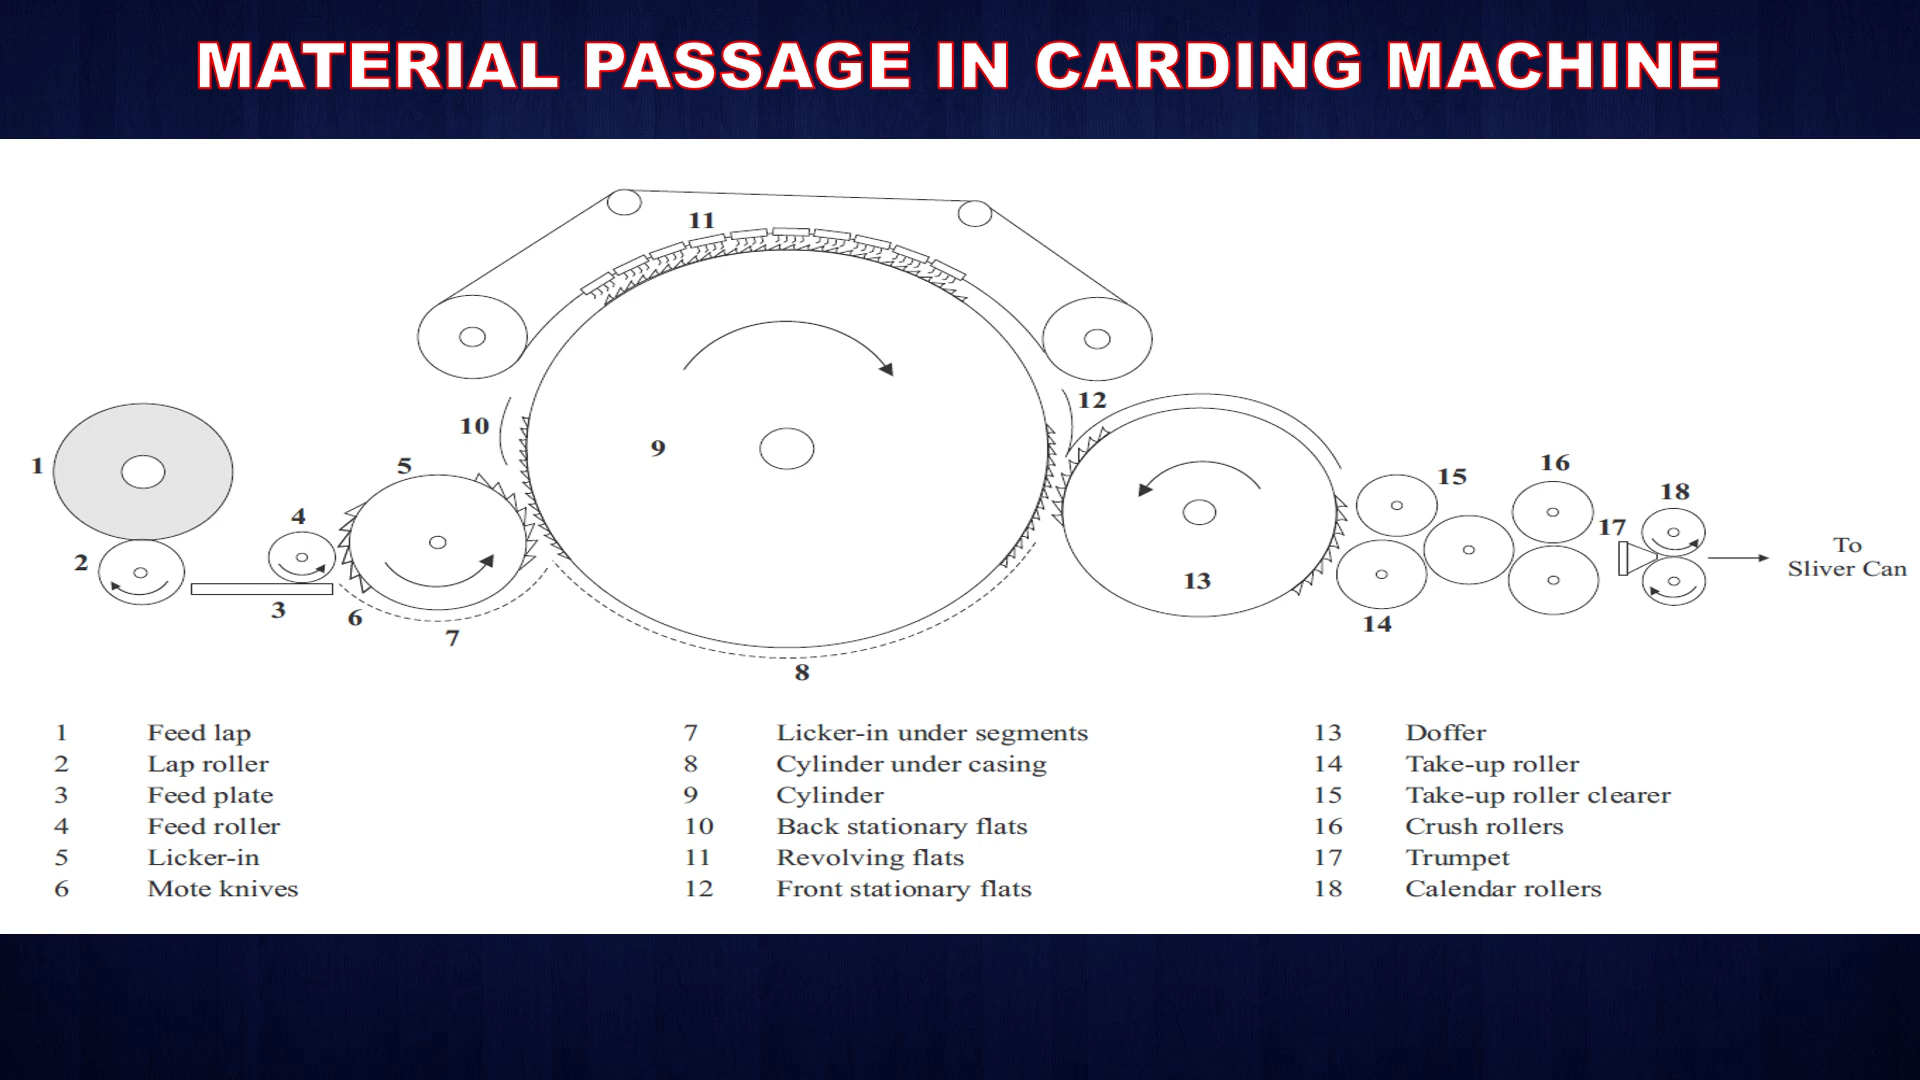 MATERIAL PASSAGE IN CARDING MACHINE
11
12
10
9
1
5
15
16
18
4
17
2
To
Sliver Can
13
3
6
7
14
8
1 Feed lap
2 Lap roller
3 Feed plate
4 Feed roller
5 Licker-in
6 Mote knives
7 Licker-in under segments
8 Cylinder under casing
9 Cylinder
10 Back stationary flats
11 Revolving flats
12 Front stationary flats
13 Doffer
14 Take-up roller
15 Take-up roller clearer
16 Crush rollers
17 Trumpet
18 Calendar rollers